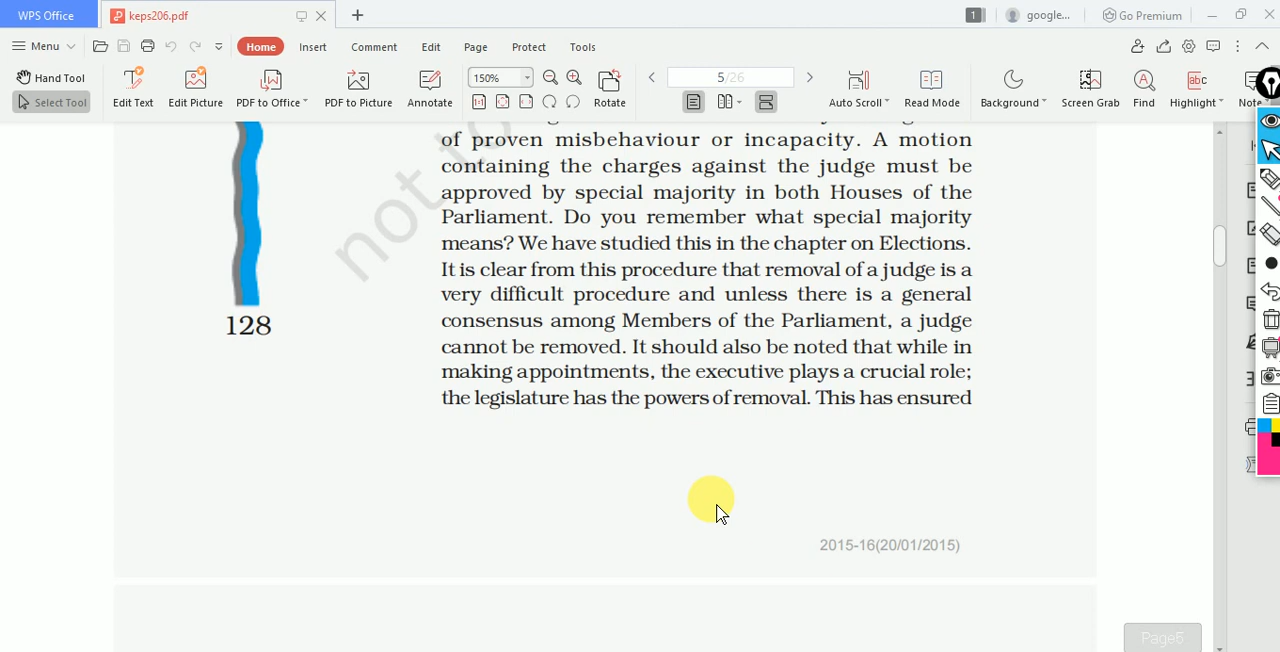 WPS Office
keps206.pdf
1
google...
Go Premium
Menu
Home
Insert
Comment
Edit
Page
Protect
Tools
Hand Tool
Select Tool
Edit Text
Edit Picture
PDF to Office
PDF to Picture
Annotate
150%
Rotate
5/26
Auto Scroll
Read Mode
Background
Screen Grab
Find
Highlight
Note
of proven misbehaviour or incapacity. A motion
containing the charges against the judge must be
approved by special majority in both Houses of the
Parliament. Do you remember what special majority
means? We have studied this in the chapter on Elections.
It is clear from this procedure that removal of a judge is a
very difficult procedure and unless there is a general
consensus among Members of the Parliament, a judge
cannot be removed. It should also be noted that while in
making appointments, the executive plays a crucial role;
the legislature has the powers of removal. This has ensured
not to
128
2015-16(20/01/2015)
Page5